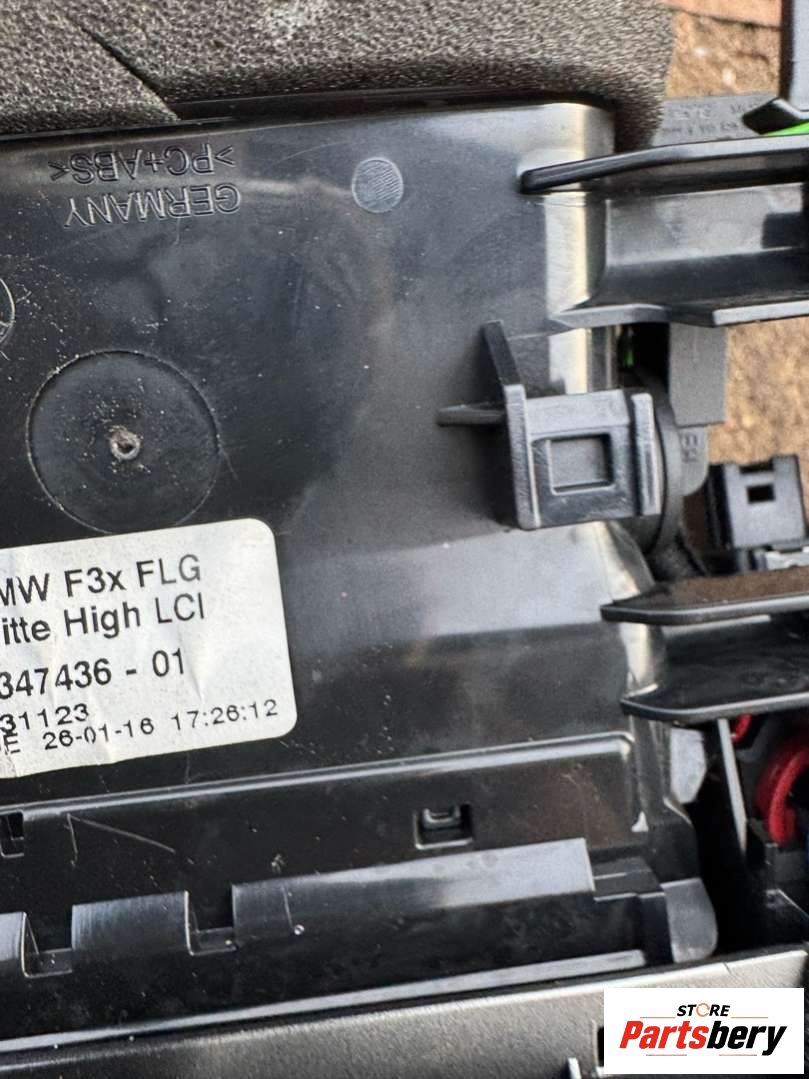 >PC+ABS<
GERMANY
MW F3x FLG
itte High LCI
347436 - 01
31123
26-01-16 17:26:12
STORE
Partsbery